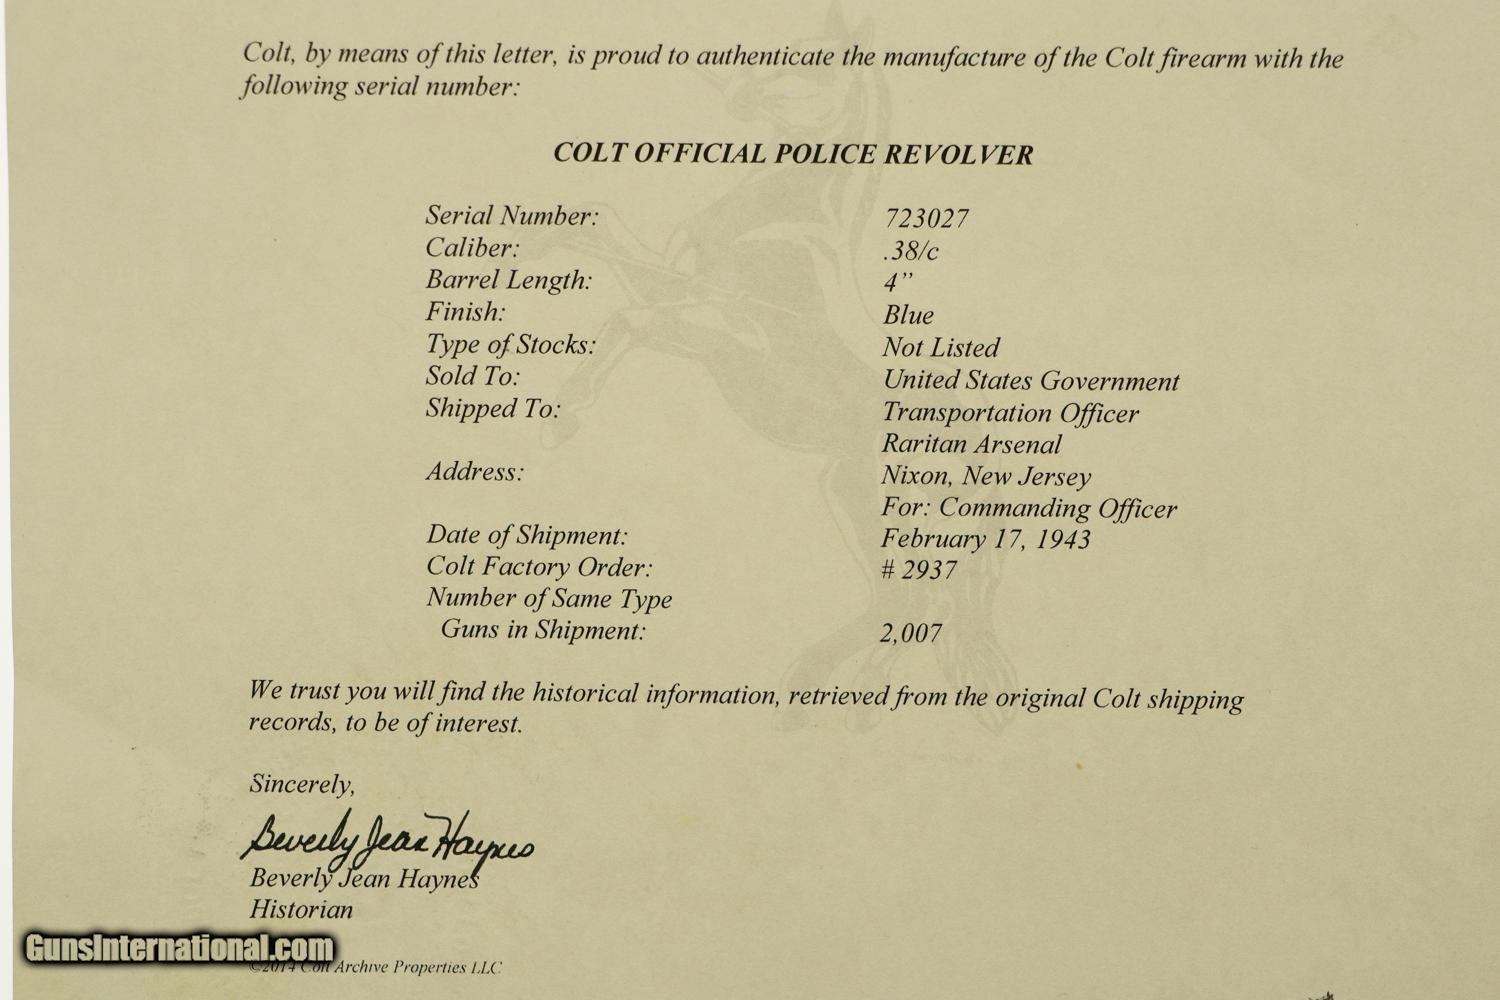 Colt, by means of this letter, is proud to authenticate the manufacture of the Colt firearm with the
following serial number:
COLT OFFICIAL POLICE REVOLVER
Serial Number: 723027
Caliber: .38/c
Barrel Length: 4”
Finish: Blue
Type of Stocks: Not Listed
Sold To: United States Government
Shipped To: Transportation Officer
Raritan Arsenal
Address: Nixon, New Jersey
For: Commanding Officer
Date of Shipment: February 17, 1943
Colt Factory Order: # 2937
Number of Same Type
Guns in Shipment: 2,007
We trust you will find the historical information, retrieved from the original Colt shipping
records, to be of interest.
Sincerely,
Beverly Jean Haynes
Beverly Jean Haynes
Historian
GunsInternational.com
©2014 Colt Archive Properties LLC